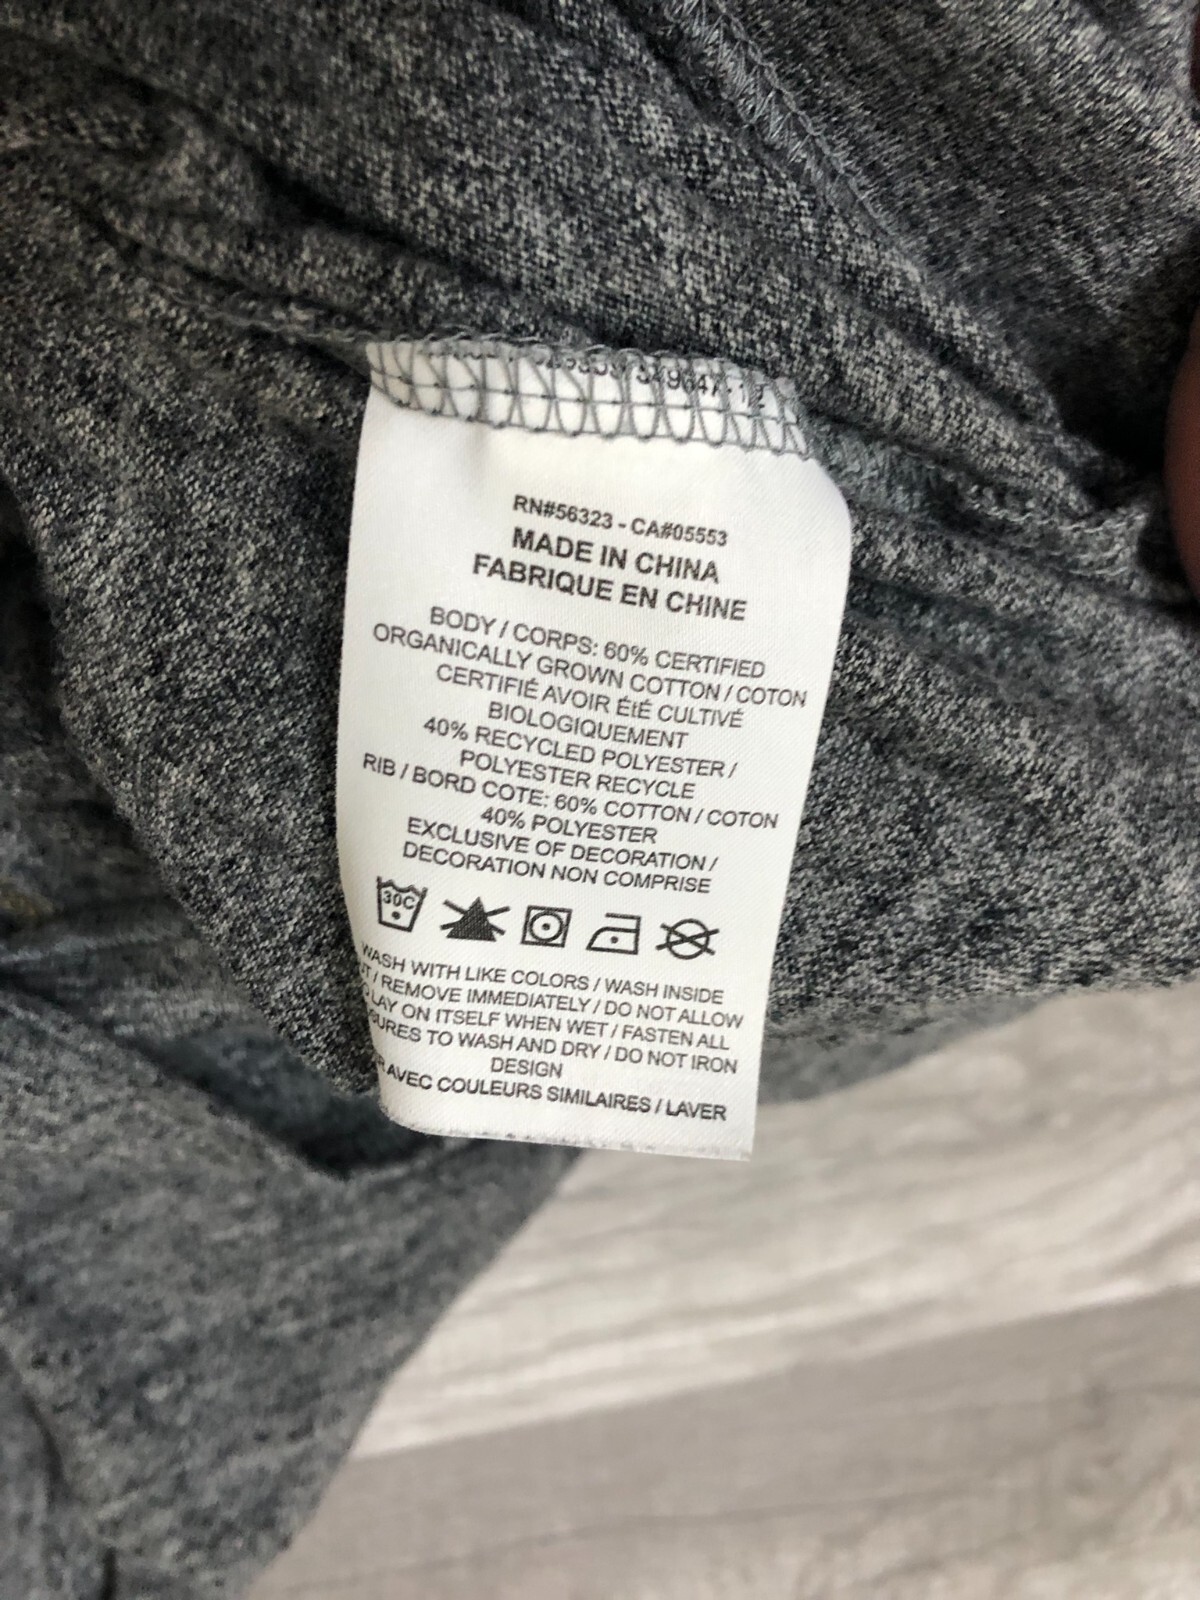 RN#56323 - CA#05553
MADE IN CHINA
FABRIQUE EN CHINE
BODY / CORPS: 60% CERTIFIED
ORGANICALLY GROWN COTTON / COTON
CERTIFIÉ AVOIR ÉtÉ CULTIVÉ
BIOLOGIQUEMENT
40% RECYCLED POLYESTER /
POLYESTER RECYCLE
RIB / BORD COTE: 60% COTTON / COTON
40% POLYESTER
EXCLUSIVE OF DECORATION /
DECORATION NON COMPRISE
30C
WASH WITH LIKE COLORS / WASH INSIDE
/ REMOVE IMMEDIATELY / DO NOT ALLOW
LAY ON ITSELF WHEN WET / FASTEN ALL
TO WASH AND DRY / DO NOT IRON
DESIGN
AVEC COULEURS SIMILAIRES / LAVER